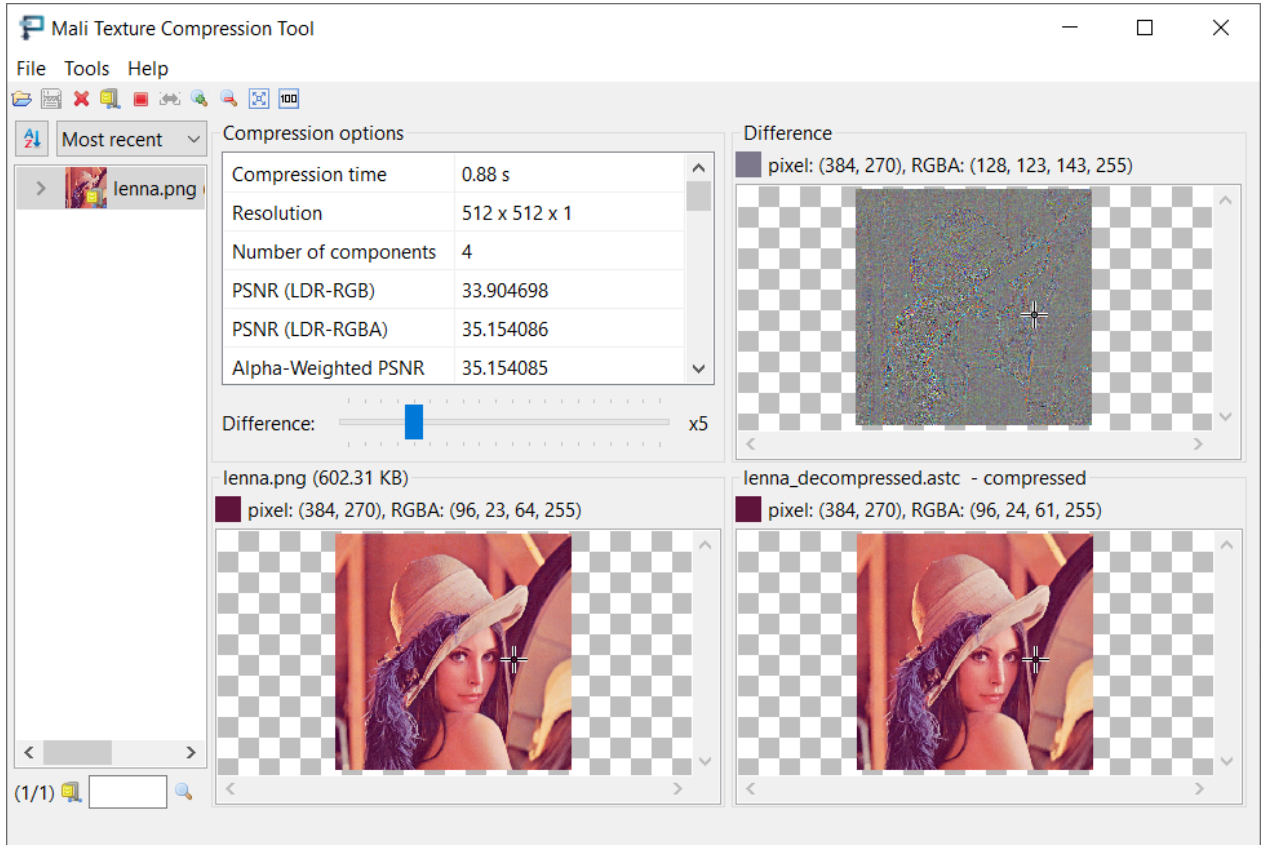 Mali Texture Compression Tool
File Tools Help
100
Most recent
lenna.png
(1/1)
Compression options
Compression time 0.88 s
Resolution 512 x 512 x 1
Number of components 4
PSNR (LDR-RGB) 33.904698
PSNR (LDR-RGBA) 35.154086
Alpha-Weighted PSNR 35.154085
Difference: x5
Difference
pixel: (384, 270), RGBA: (128, 123, 143, 255)
lenna.png (602.31 KB)
pixel: (384, 270), RGBA: (96, 23, 64, 255)
lenna_decompressed.astc - compressed
pixel: (384, 270), RGBA: (96, 24, 61, 255)